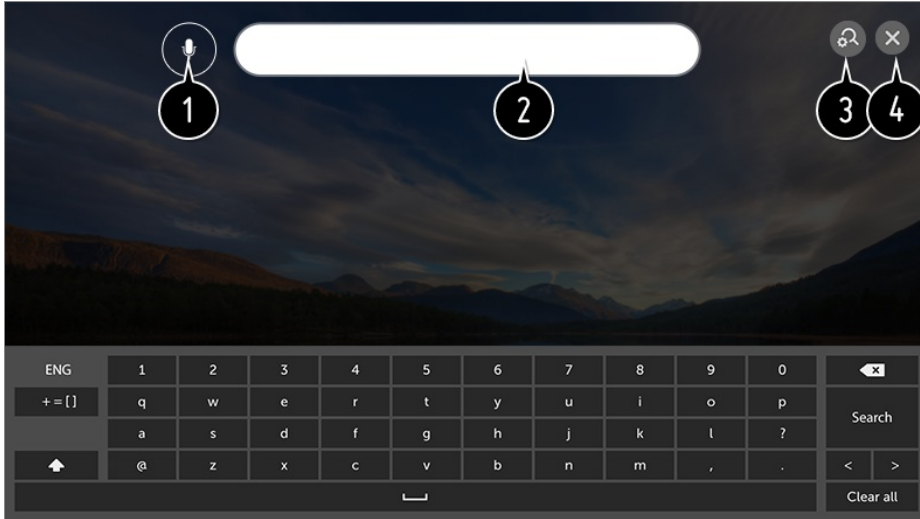 1 2 3 4
ENG 1 2 3 4 5 6 7 8 9 0
+ = [ ] q w e r t y u i o p Search
a s d f g h j k l ?
@ z x c v b n m , . < >
Clear all